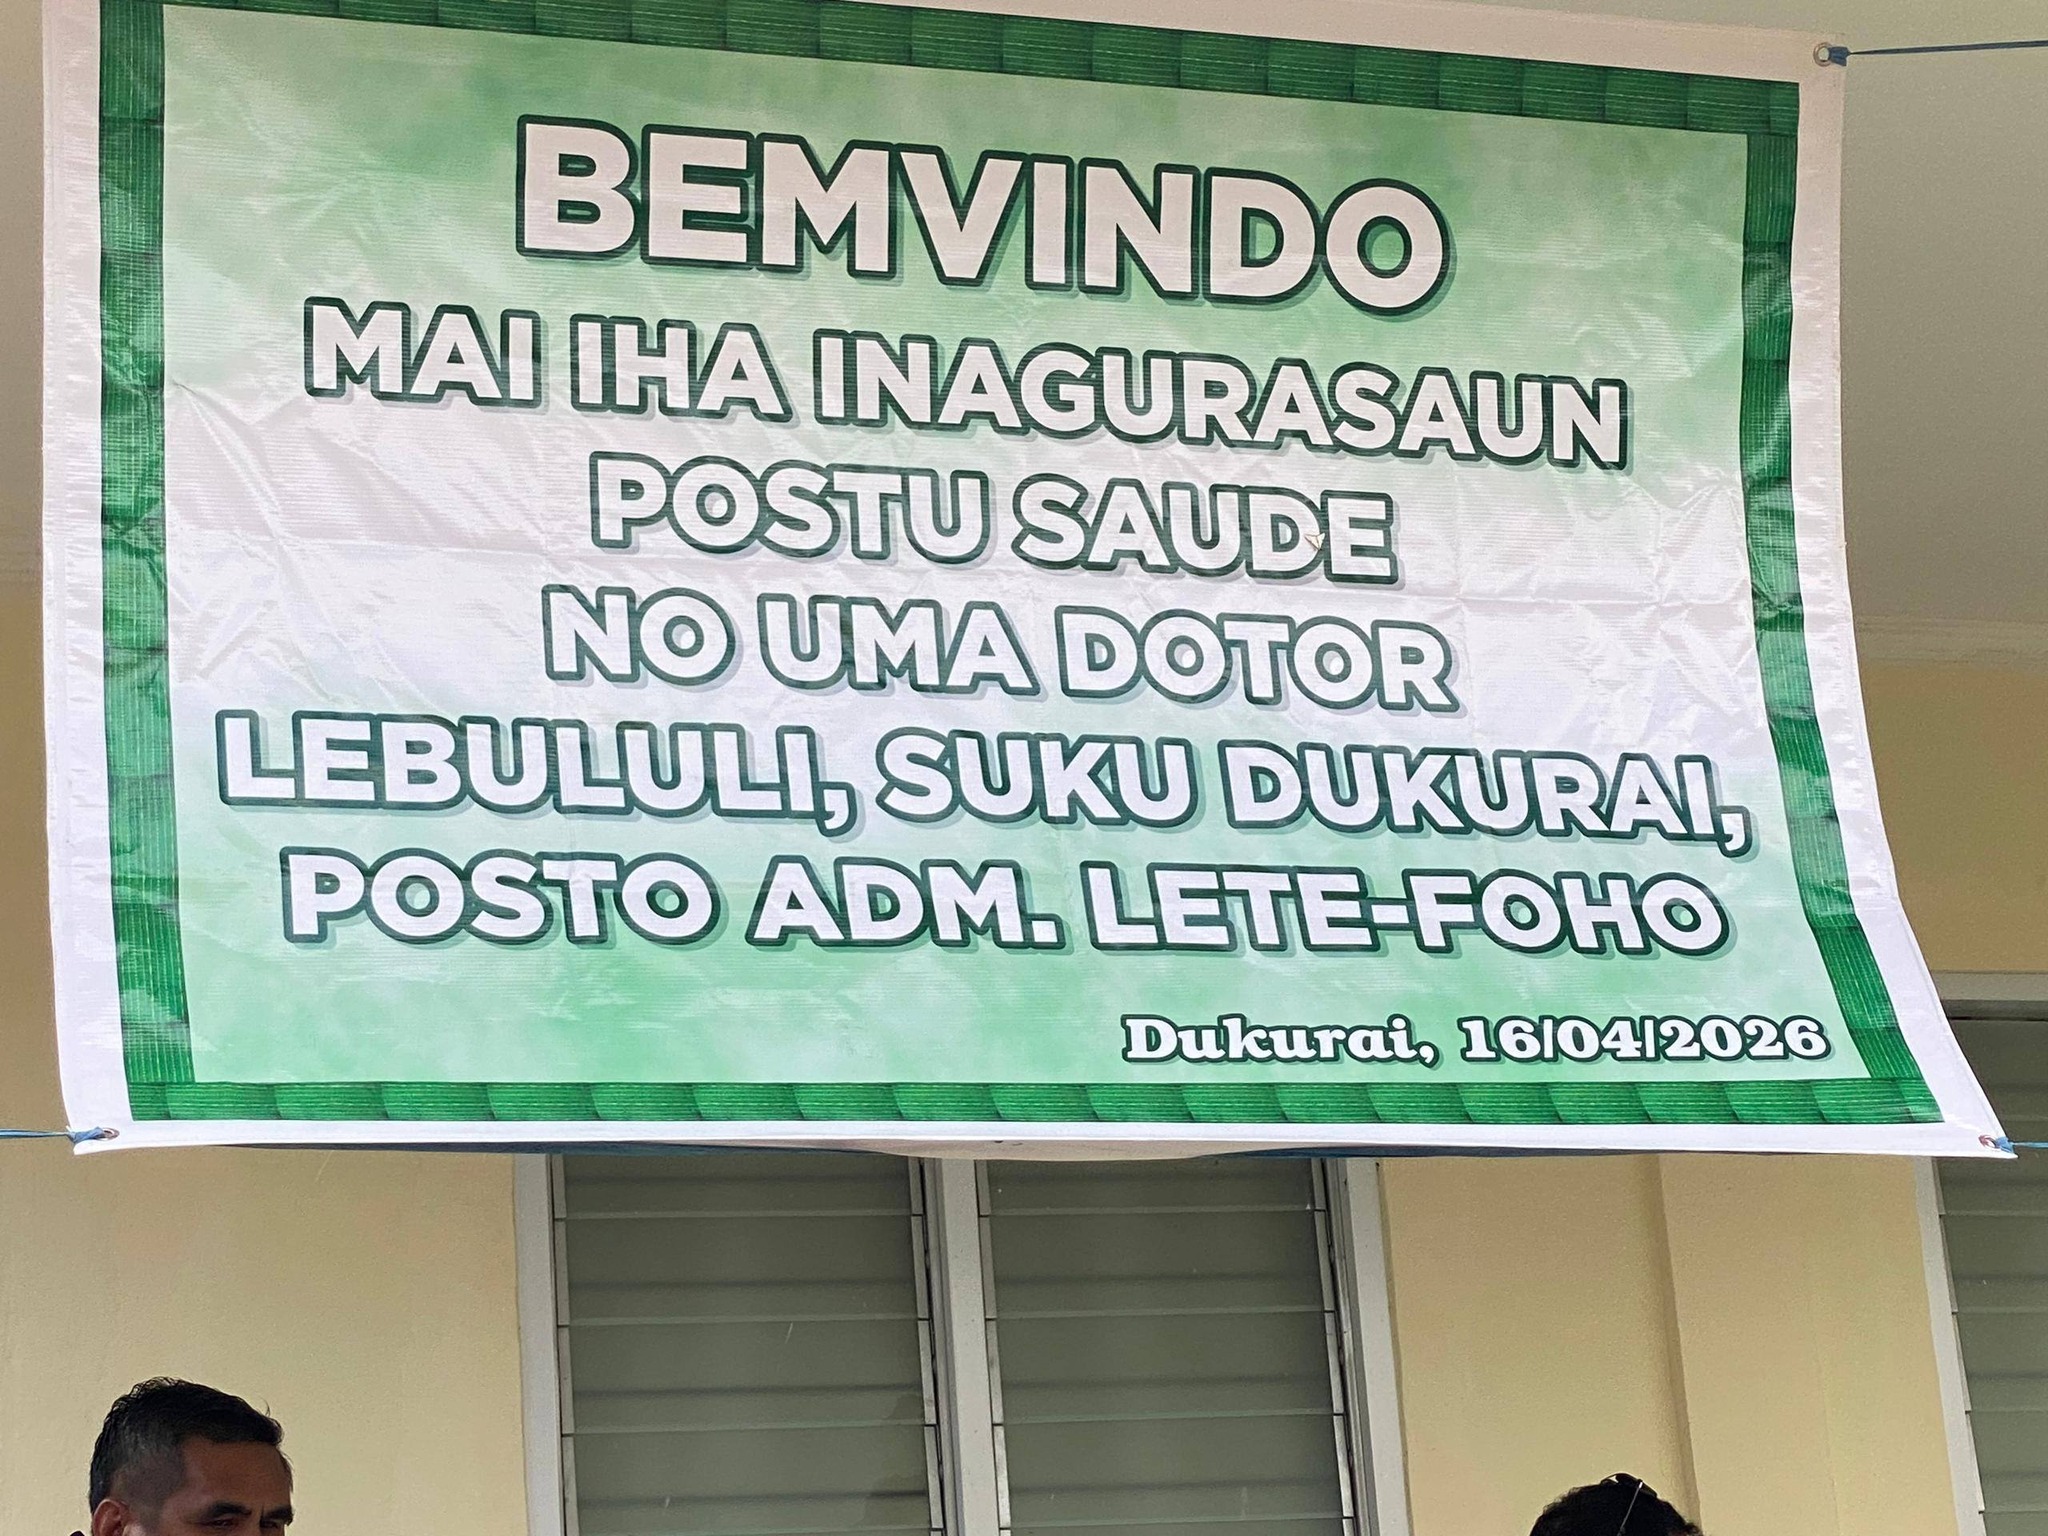 BEMVINDO
MAI IHA INAGURASAUN
POSTU SAUDE
NO UMA DOTOR
LEBULULI, SUKU DUKURAI,
POSTO ADM. LETE-FOHO
Dukurai, 16/04/2026